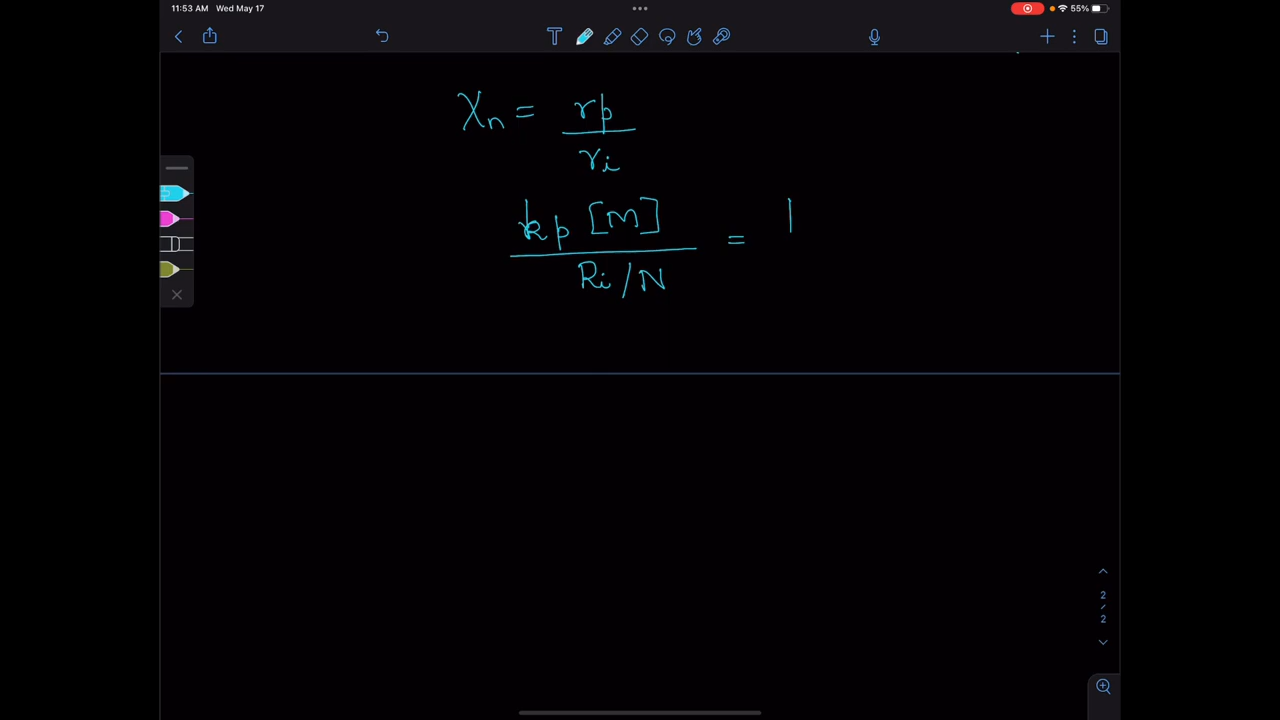 11:53 AM Wed May 17
55%
Xn = rp / ri
kp [M] / Ri/N = 1
2
/
2